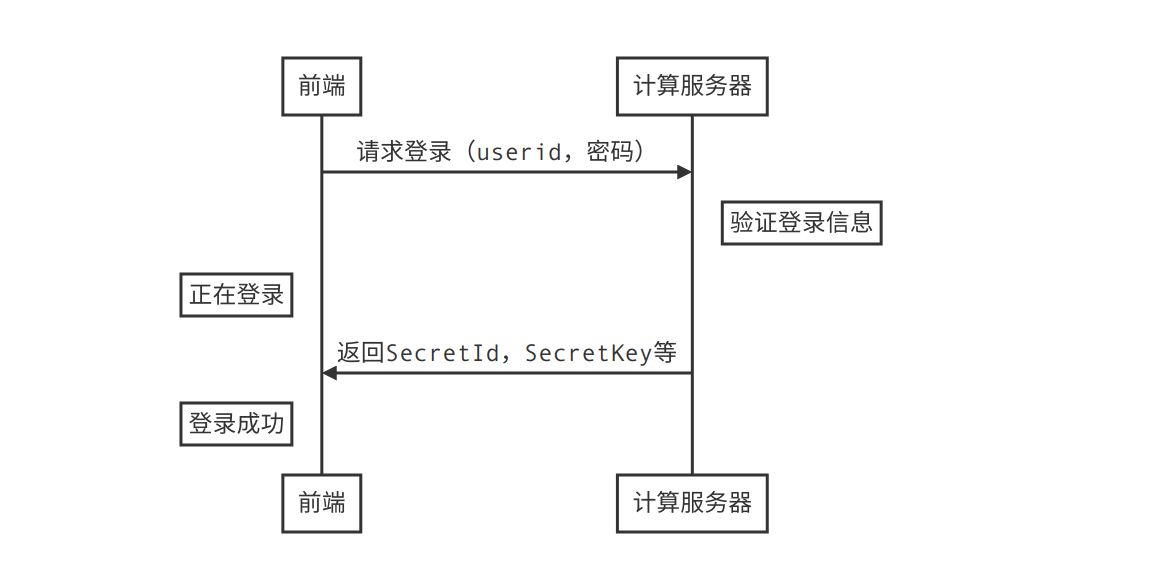 前端
计算服务器
请求登录（userid，密码）
验证登录信息
正在登录
返回SecretId，SecretKey等
登录成功
前端
计算服务器